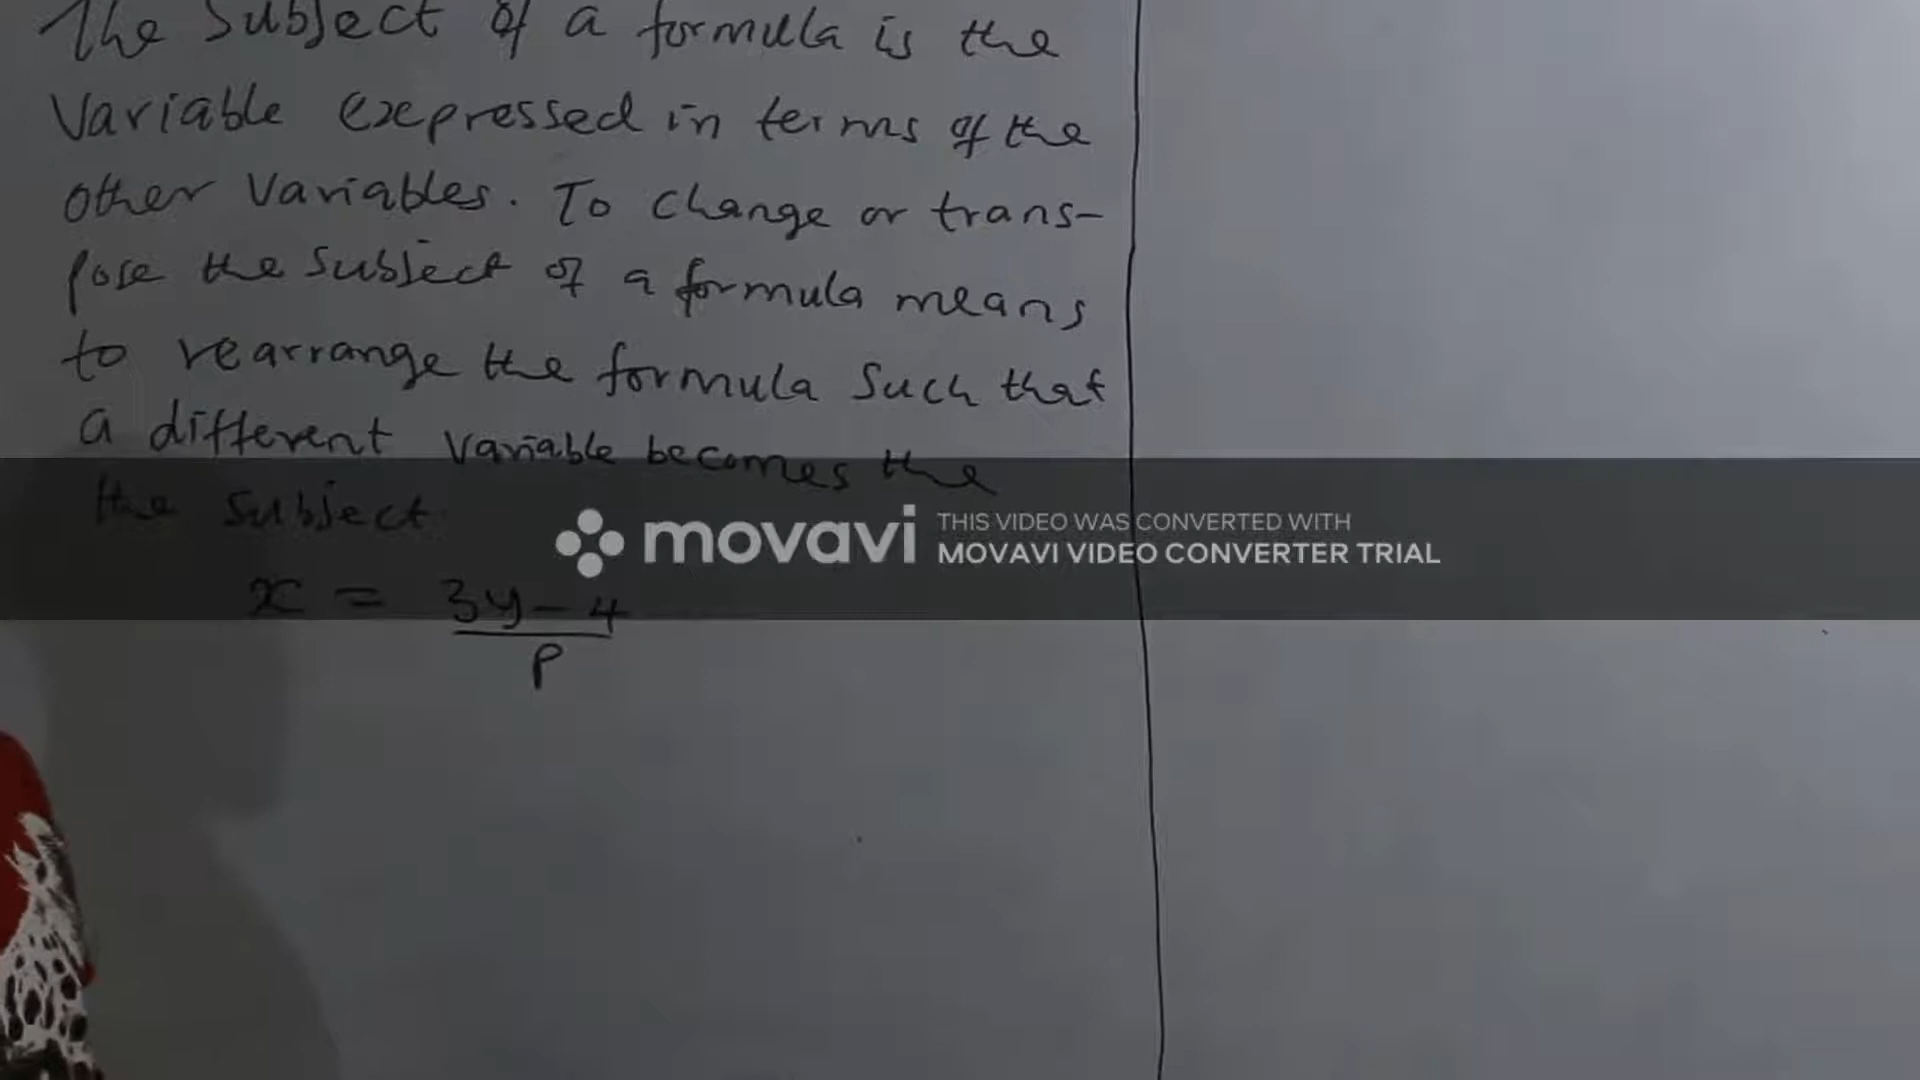 The subject of a formula is the
Variable expressed in terms of the
other Variables. To change or trans-
pose the subject of a formula means
to rearrange the formula such that
a different variable becomes the
the subject
x = 3y - 4
P
movavi
THIS VIDEO WAS CONVERTED WITH
MOVAVI VIDEO CONVERTER TRIAL